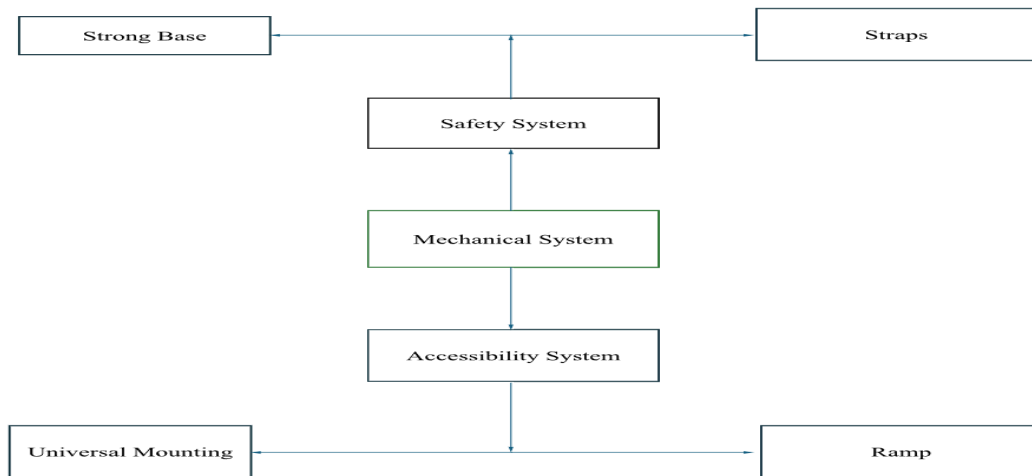 Strong Base
Straps
Safety System
Mechanical System
Accessibility System
Universal Mounting
Ramp